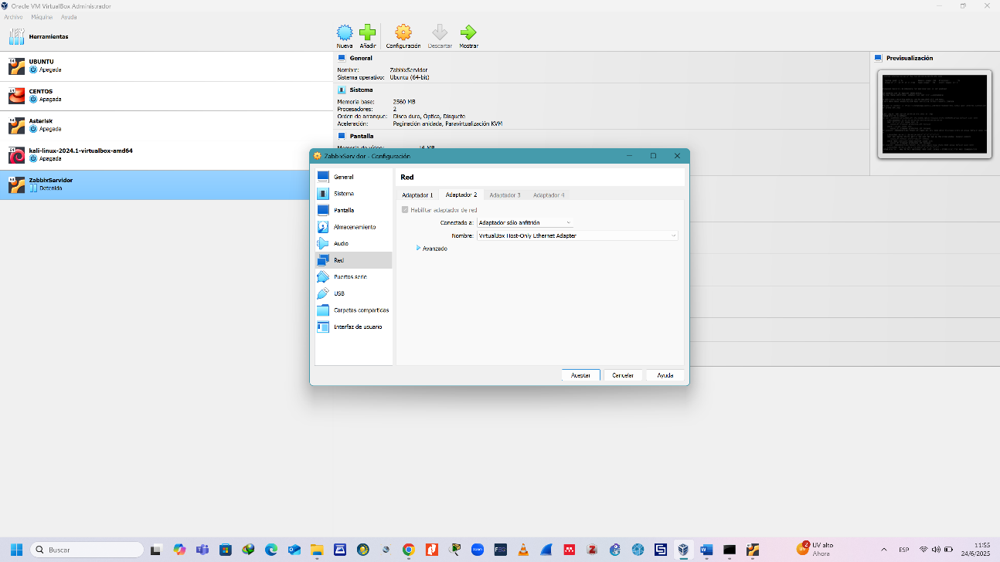 Oracle VM VirtualBox Administrador
Archivo Máquina Ayuda
Herramientas
Nueva Añadir Configuración Descartar Mostrar
UBUNTU
Apagada
CENTOS
Apagada
Asterisk
Apagada
kali-linux-2024.1-virtualbox-amd64
Apagada
ZabbixServidor
Detenida
General
Nombre: ZabbixServidor
Sistema operativo: Ubuntu (64-bit)
Sistema
Memoria base: 2560 MB
Procesadores: 2
Orden de arranque: Disco duro, Óptica, Disquete
Aceleración: Paginación anidada, Paravirtualización KVM
Pantalla
Memoria de vídeo: 16 MB
Previsualización
ZabbixServidor - Configuración
General
Sistema
Pantalla
Almacenamiento
Audio
Red
Puertos serie
USB
Carpetas compartidas
Interfaz de usuario
Red
Adaptador 1 Adaptador 2 Adaptador 3 Adaptador 4
Habilitar adaptador de red
Conectado a: Adaptador sólo anfitrión
Nombre: VirtualBox Host-Only Ethernet Adapter
Avanzado
Aceptar Cancelar Ayuda
Buscar
zoom
UV 2
UV alto
Ahora
ESP
11:55
24/6/2025